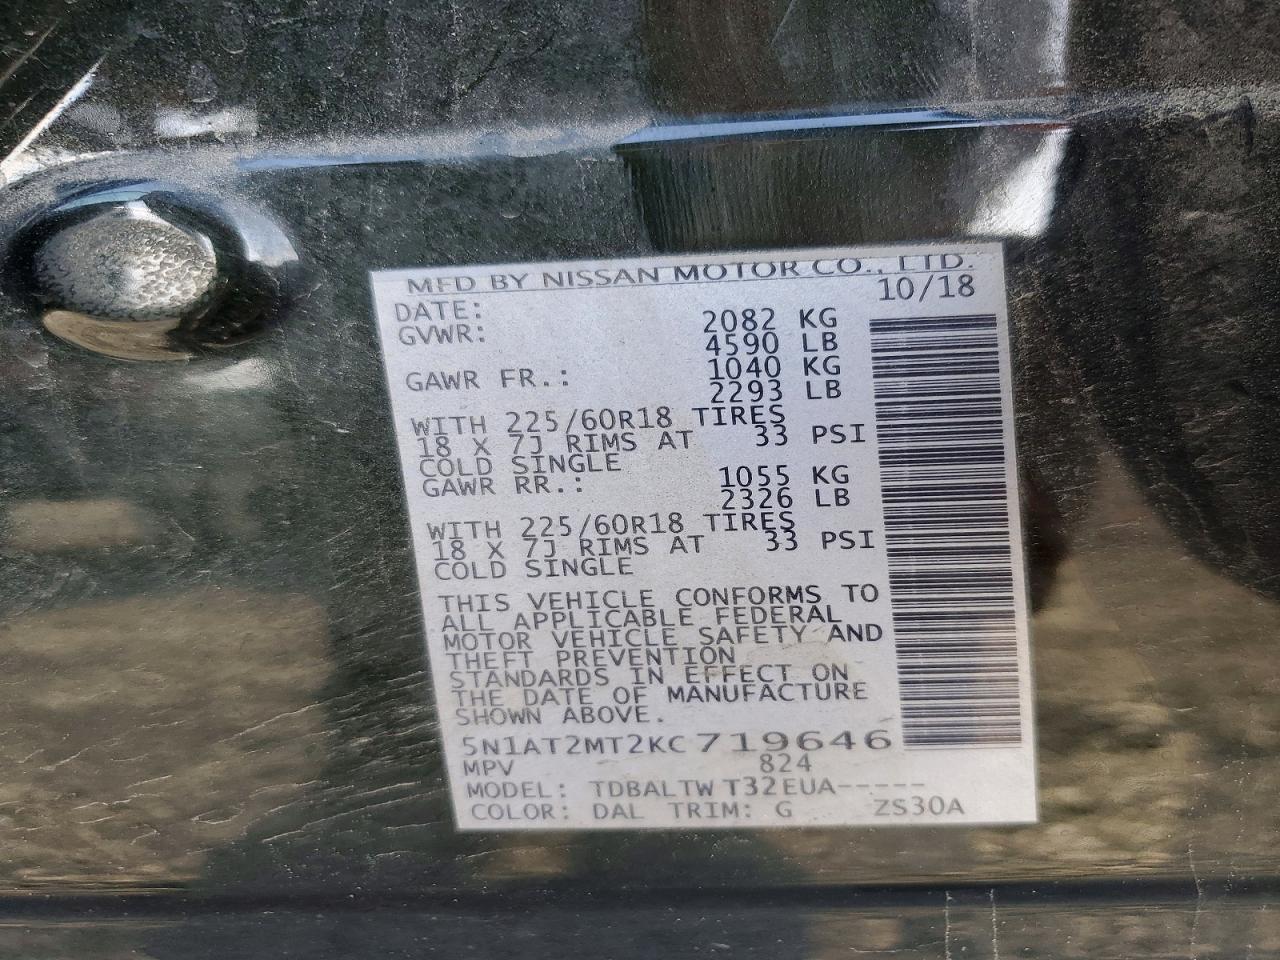 MFD BY NISSAN MOTOR CO., LTD.
DATE: 10/18
GVWR: 2082 KG
4590 LB
GAWR FR.: 1040 KG
2293 LB
WITH 225/60R18 TIRES
18 X 7J RIMS AT 33 PSI
COLD SINGLE
GAWR RR.: 1055 KG
2326 LB
WITH 225/60R18 TIRES
18 X 7J RIMS AT 33 PSI
COLD SINGLE
THIS VEHICLE CONFORMS TO
ALL APPLICABLE FEDERAL
MOTOR VEHICLE SAFETY AND
THEFT PREVENTION
STANDARDS IN EFFECT ON
THE DATE OF MANUFACTURE
SHOWN ABOVE.
5N1AT2MT2KC719646
MPV 824
MODEL: TDBALTW T32EUA-----
COLOR: DAL TRIM: G ZS30A